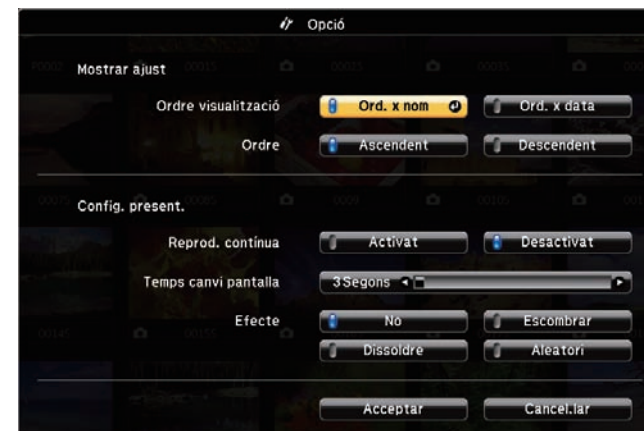 Opció
Mostrar ajust
Ordre visualització Ord. x nom Ord. x data
Ordre Ascendent Descendent
Config. present.
Reprod. contínua Activat Desactivat
Temps canvi pantalla 3Segons
Efecte No Escombrar
Dissoldre Aleatori
Acceptar Cancel.lar